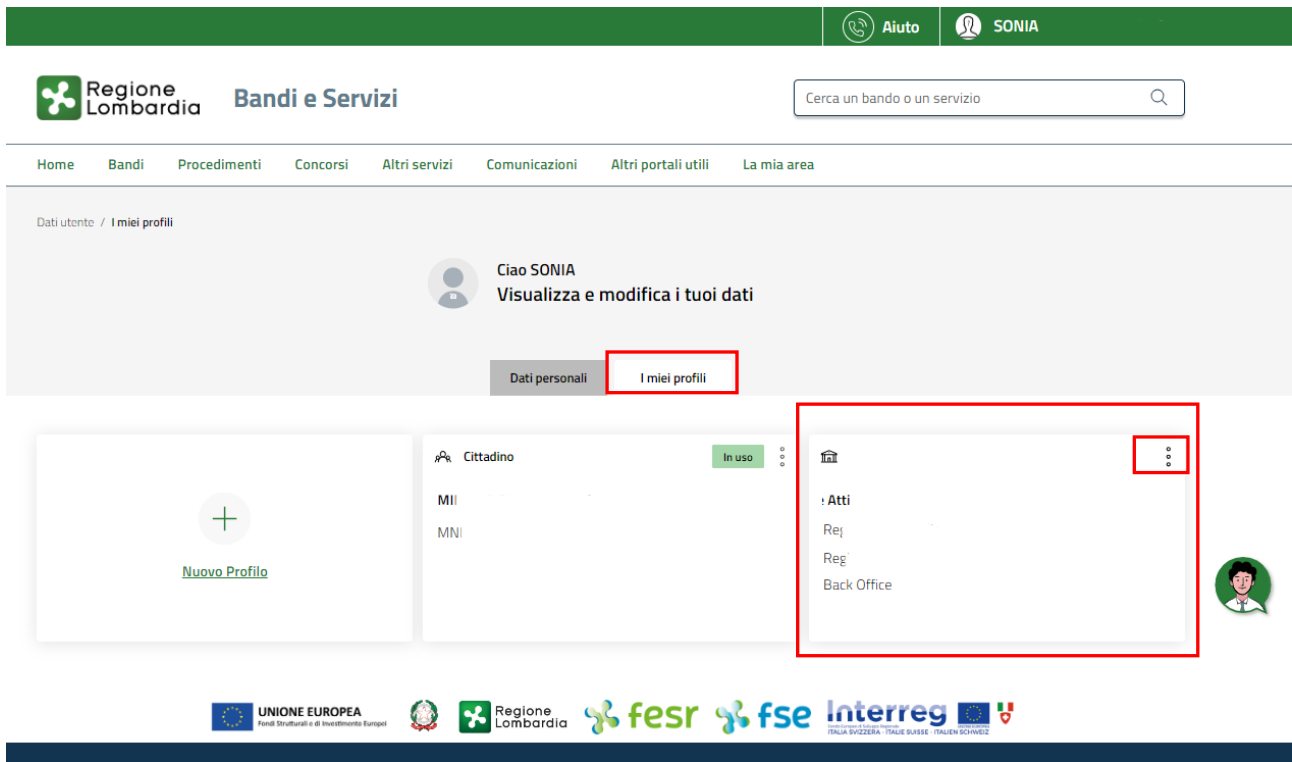 Aiuto
SONIA
Regione
Lombardia
Bandi e Servizi
Cerca un bando o un servizio
Home Bandi Procedimenti Concorsi Altri servizi Comunicazioni Altri portali utili La mia area
Dati utente / I miei profili
Ciao SONIA
Visualizza e modifica i tuoi dati
Dati personali I miei profili
Nuovo Profilo
Cittadino In uso
MNI
Atti
Reg
Reg
Back Office
UNIONE EUROPEA
Fondi Strutturali e di Investimento Europei
Regione
Lombardia
fesr
fse
Interreg
ITALIA SVIZZERA - ITALIE SUISSE - ITALIEN SCHWEIZ